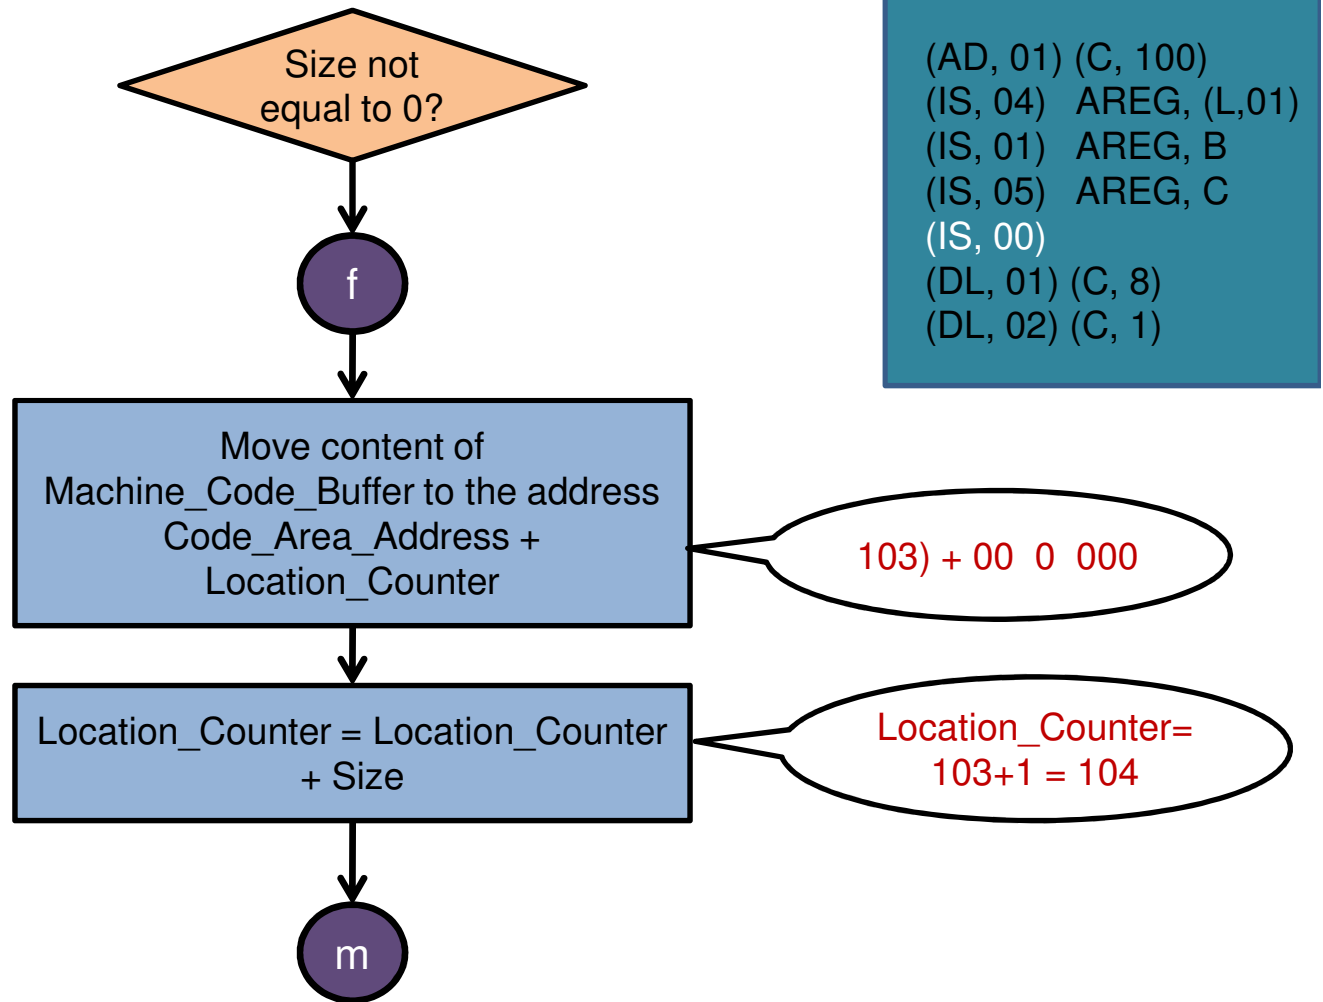 Size not
equal to 0?
f
Move content of
Machine_Code_Buffer to the address
Code_Area_Address +
Location_Counter
Location_Counter = Location_Counter
+ Size
m
(AD, 01) (C, 100)
(IS, 04) AREG, (L,01)
(IS, 01) AREG, B
(IS, 05) AREG, C
(IS, 00)
(DL, 01) (C, 8)
(DL, 02) (C, 1)
103) + 00 0 000
Location_Counter=
103+1 = 104